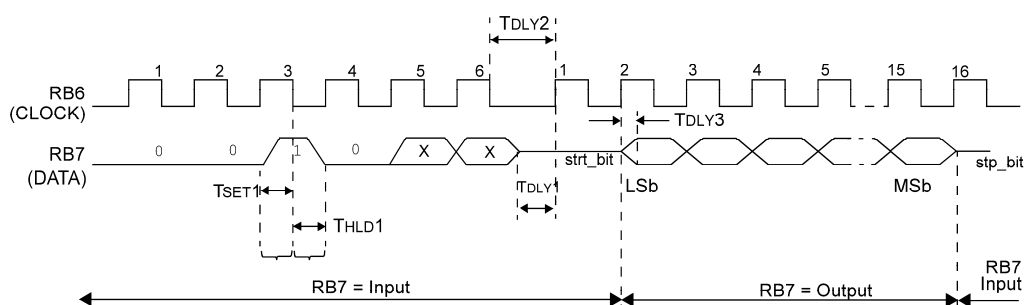 TDLY2
1 2 3 4 5 6 1 2 3 4 5 15 16
RB6
(CLOCK)
TDLY3
RB7
(DATA)
0 0 1 0 X X strt_bit stp_bit
TSET1
TDLY1
LSb
MSb
THLD1
RB7 = Input
RB7 = Output
RB7
Input